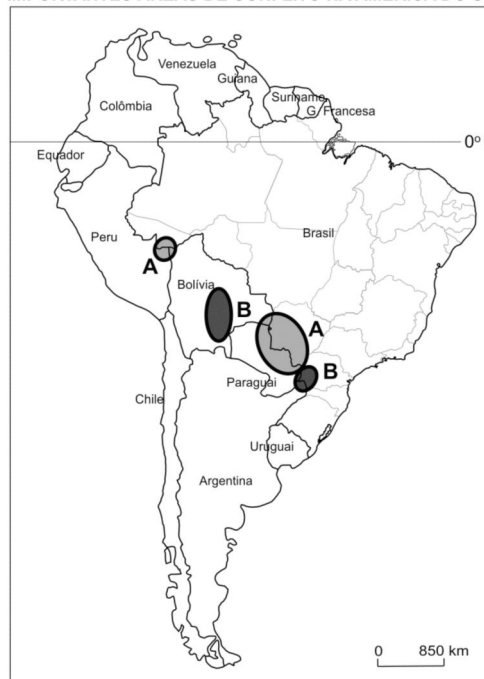 Venezuela
Guiana
Suriname
G. Francesa
Colômbia
0º
Equador
Brasil
Peru
A
Bolívia
B
A
B
Paraguai
Chile
Uruguai
Argentina
0 850 km